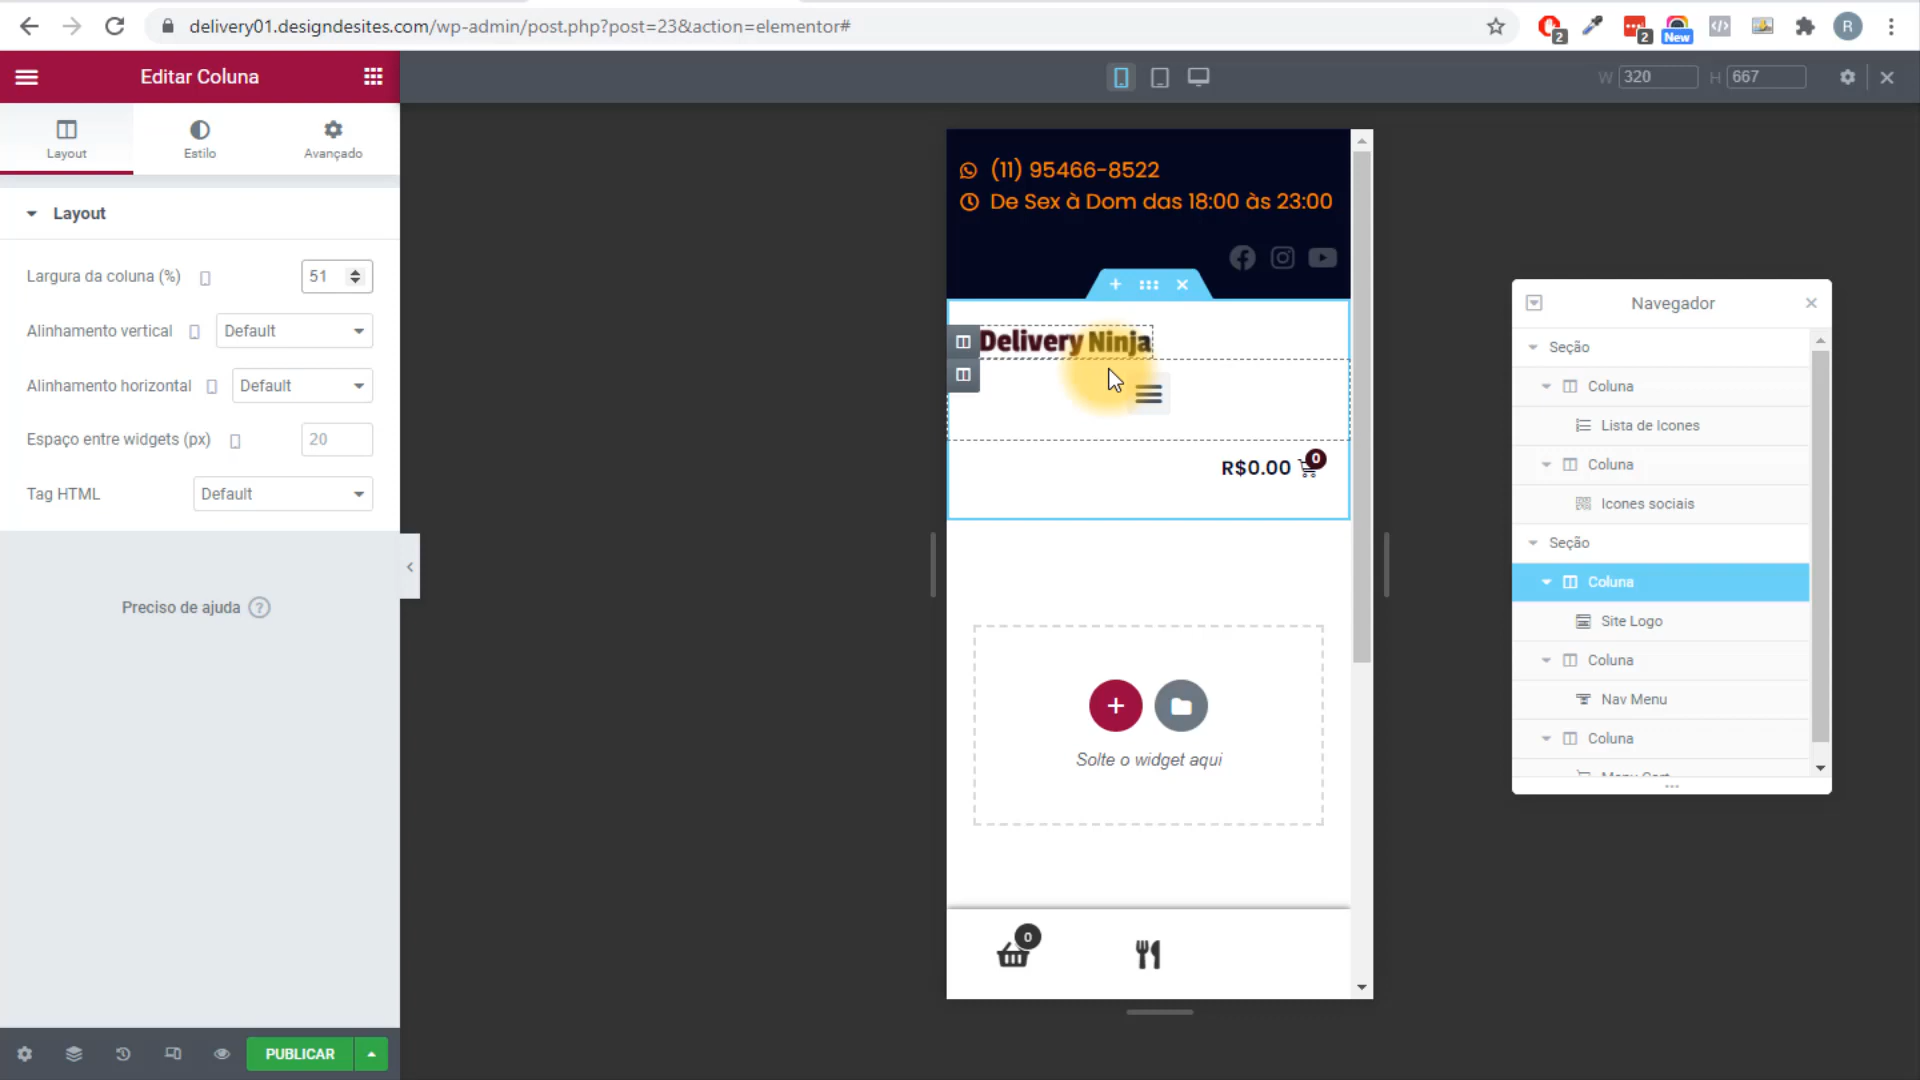 delivery01.designdesites.com/wp-admin/post.php?post=23&action=elementor#
2
2
New
R
Editar Coluna
W 320 H 667
Layout
Estilo
Avançado
Layout
Largura da coluna (%) 51
Alinhamento vertical Default
Alinhamento horizontal Default
Espaço entre widgets (px) 20
Tag HTML Default
Preciso de ajuda ?
PUBLICAR
(11) 95466-8522
De Sex à Dom das 18:00 às 23:00
Delivery Ninja
R$0.00 0
Solte o widget aqui
0
Navegador
Seção
Coluna
Lista de Icones
Coluna
Icones sociais
Seção
Coluna
Site Logo
Coluna
Nav Menu
Coluna
Menu Cart